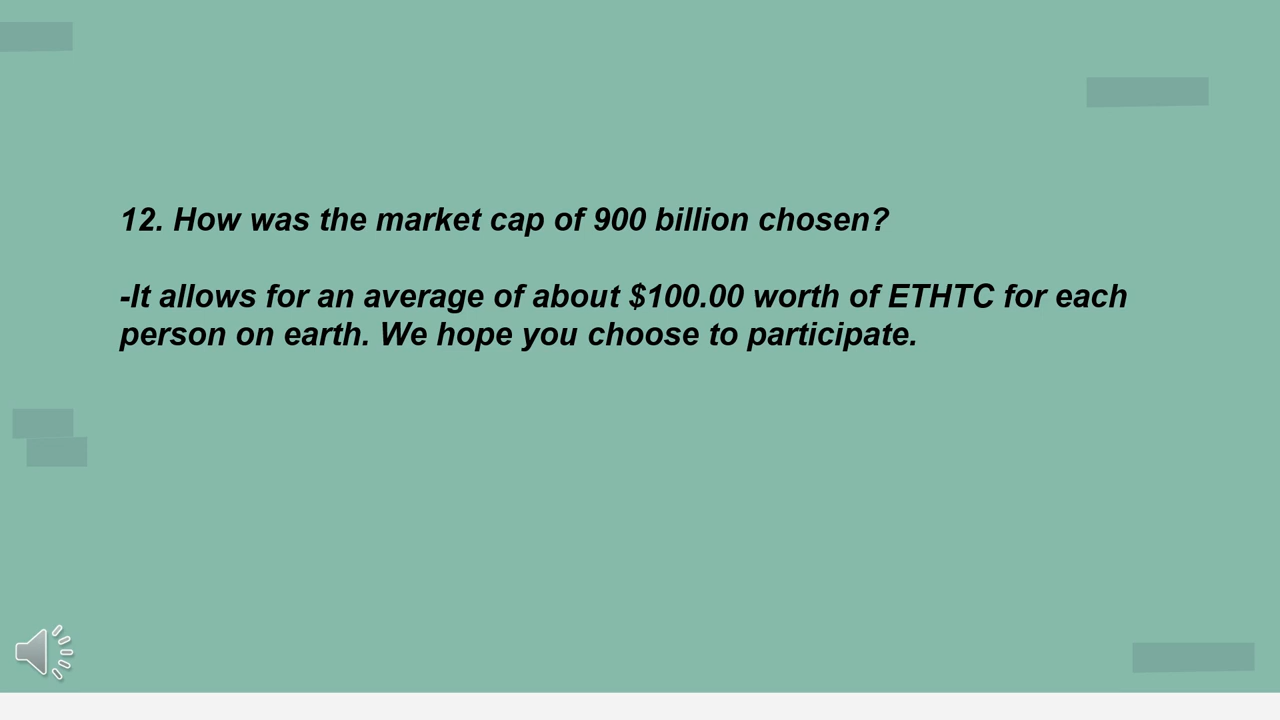 12. How was the market cap of 900 billion chosen?
-It allows for an average of about $100.00 worth of ETHTC for each
person on earth. We hope you choose to participate.